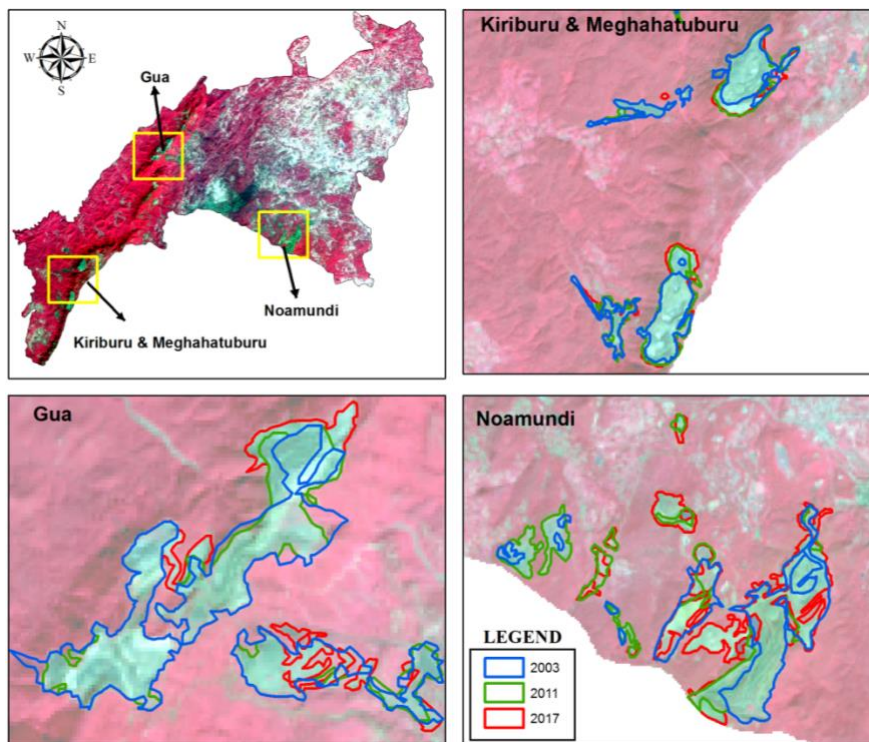 N
W E
S
Gua
Noamundi
Kiriburu & Meghahatuburu
Kiriburu & Meghahatuburu
Gua
Noamundi
LEGEND
2003
2011
2017